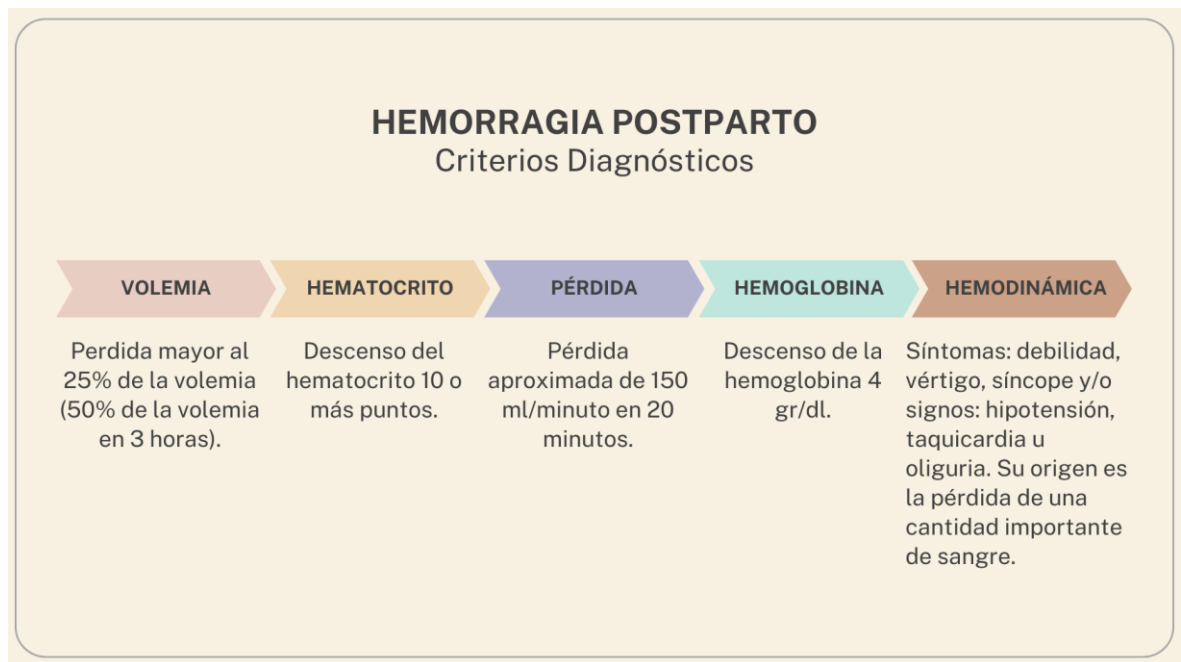 HEMORRAGIA POSTPARTO
Criterios Diagnósticos
VOLEMIA
Perdida mayor al
25% de la volemia
(50% de la volemia
en 3 horas).
HEMATOCRITO
Descenso del
hematocrito 10 o
más puntos.
PÉRDIDA
Pérdida
aproximada de 150
ml/minuto en 20
minutos.
HEMOGLOBINA
Descenso de la
hemoglobina 4
gr/dl.
HEMODINÁMICA
Síntomas: debilidad,
vértigo, síncope y/o
signos: hipotensión,
taquicardia u
oliguria. Su origen es
la pérdida de una
cantidad importante
de sangre.